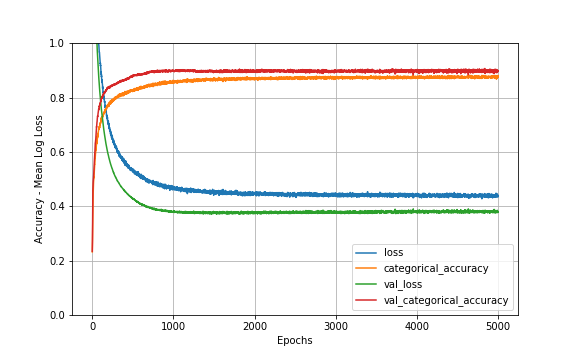 1.0
0.8
0.6
0.4
0.2
0.0
Accuracy - Mean Log Loss
loss
categorical_accuracy
val_loss
val_categorical_accuracy
0 1000 2000 3000 4000 5000
Epochs